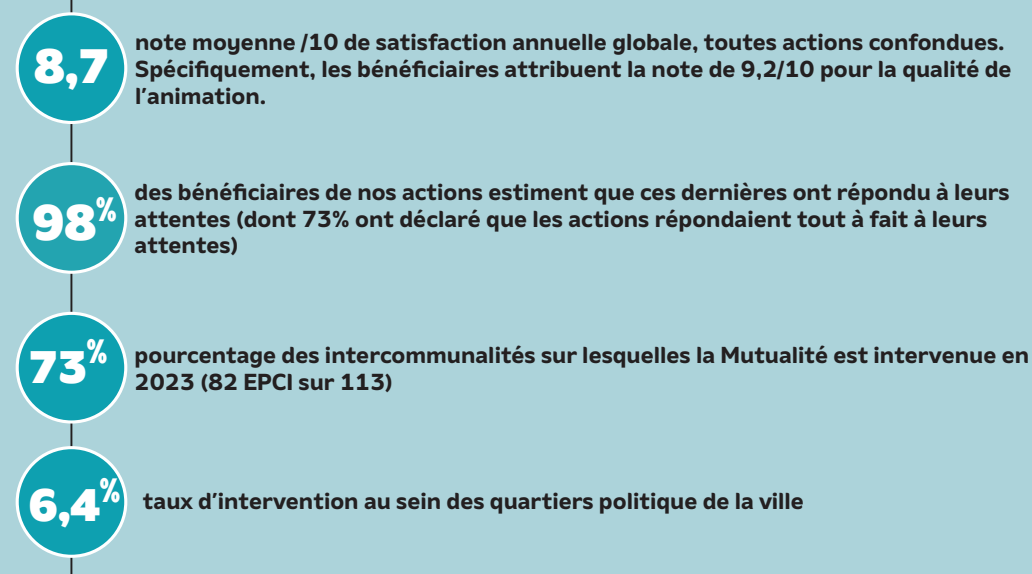 8,7
note moyenne /10 de satisfaction annuelle globale, toutes actions confondues.
Spécifiquement, les bénéficiaires attribuent la note de 9,2/10 pour la qualité de
l'animation.
98%
des bénéficiaires de nos actions estiment que ces dernières ont répondu à leurs
attentes (dont 73% ont déclaré que les actions répondaient tout à fait à leurs
attentes)
73%
pourcentage des intercommunalités sur lesquelles la Mutualité est intervenue en
2023 (82 EPCI sur 113)
6,4%
taux d'intervention au sein des quartiers politique de la ville